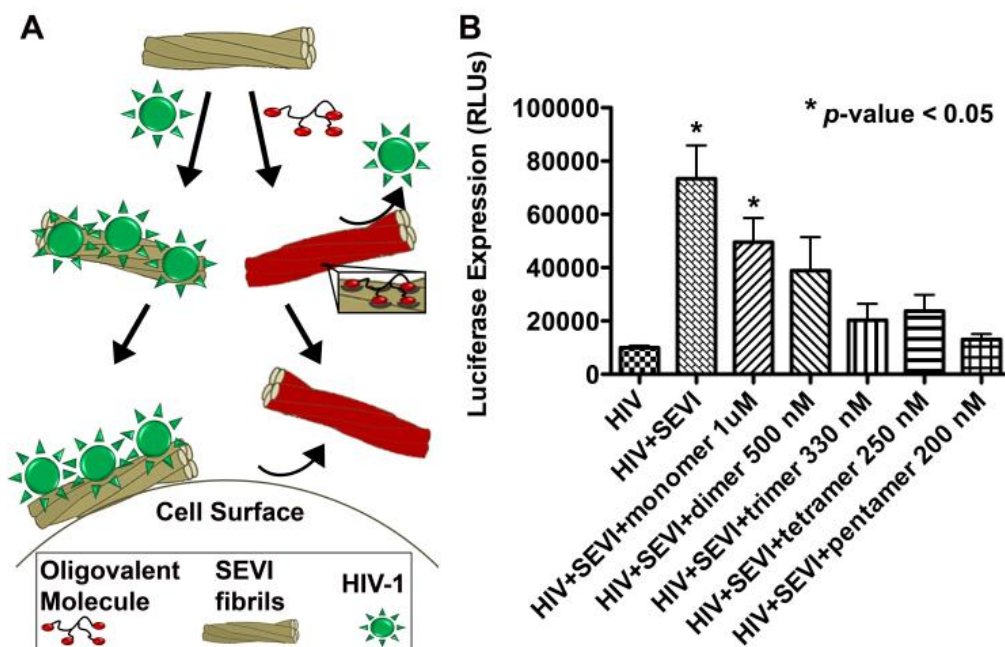 A
Cell Surface
Oligovalent
Molecule
SEVI
fibrils
HIV-1
B
Luciferase Expression (RLUs)
100000
80000
60000
40000
20000
0
* p-value < 0.05
*
*
HIV
HIV+SEVI
HIV+SEVI+monomer 1uM
HIV+SEVI+dimer 500 nM
HIV+SEVI+trimer 330 nM
HIV+SEVI+tetramer 250 nM
HIV+SEVI+pentamer 200 nM